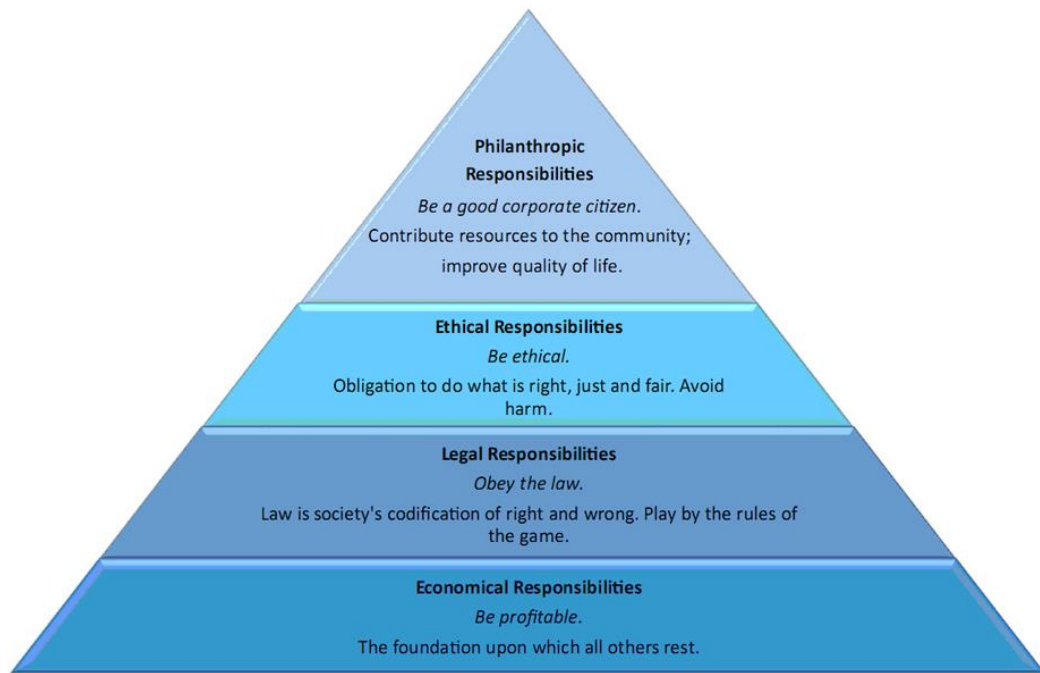 Philanthropic
Responsibilities
Be a good corporate citizen.
Contribute resources to the community;
improve quality of life.
Ethical Responsibilities
Be ethical.
Obligation to do what is right, just and fair. Avoid
harm.
Legal Responsibilities
Obey the law.
Law is society's codification of right and wrong. Play by the rules of
the game.
Economical Responsibilities
Be profitable.
The foundation upon which all others rest.